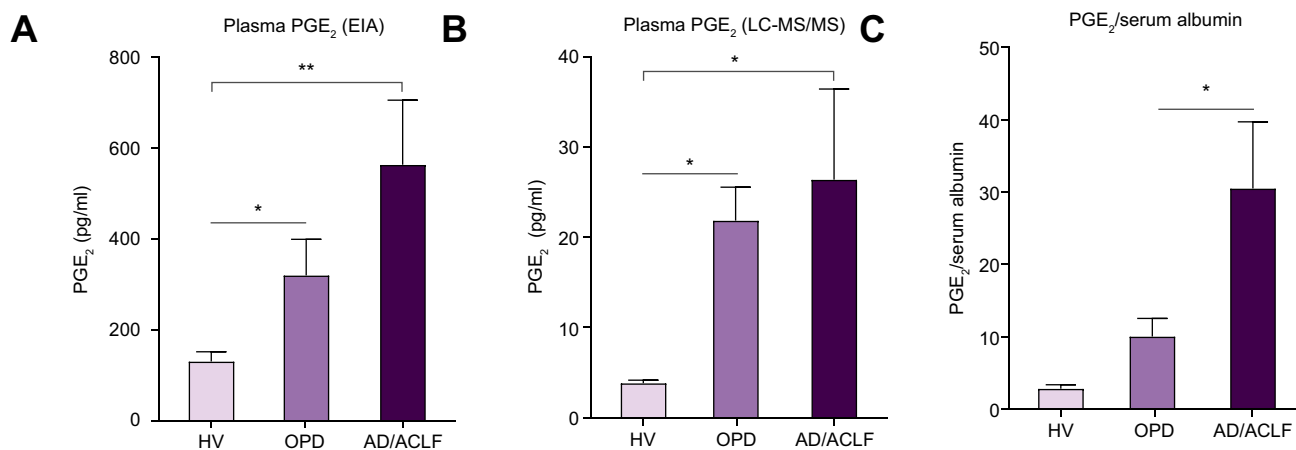 A
Plasma PGE2 (EIA)
PGE2 (pg/ml)
800
600
400
200
0
**
*
HV
OPD
AD/ACLF
B
Plasma PGE2 (LC-MS/MS)
PGE2 (pg/ml)
40
30
20
10
0
*
*
HV
OPD
AD/ACLF
C
PGE2/serum albumin
PGE2/serum albumin
50
40
30
20
10
0
*
HV
OPD
AD/ACLF